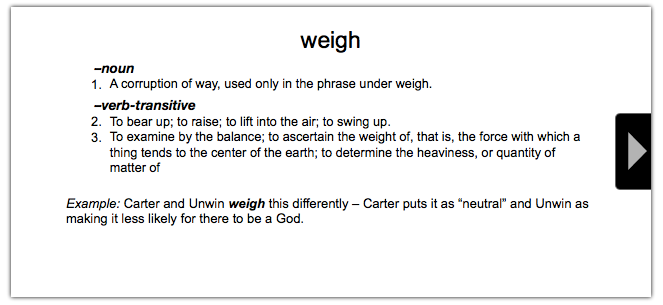 weigh
–noun
1. A corruption of way, used only in the phrase under weigh.
–verb-transitive
2. To bear up; to raise; to lift into the air; to swing up.
3. To examine by the balance; to ascertain the weight of, that is, the force with which a
thing tends to the center of the earth; to determine the heaviness, or quantity of
matter of
Example: Carter and Unwin weigh this differently – Carter puts it as “neutral” and Unwin as
making it less likely for there to be a God.